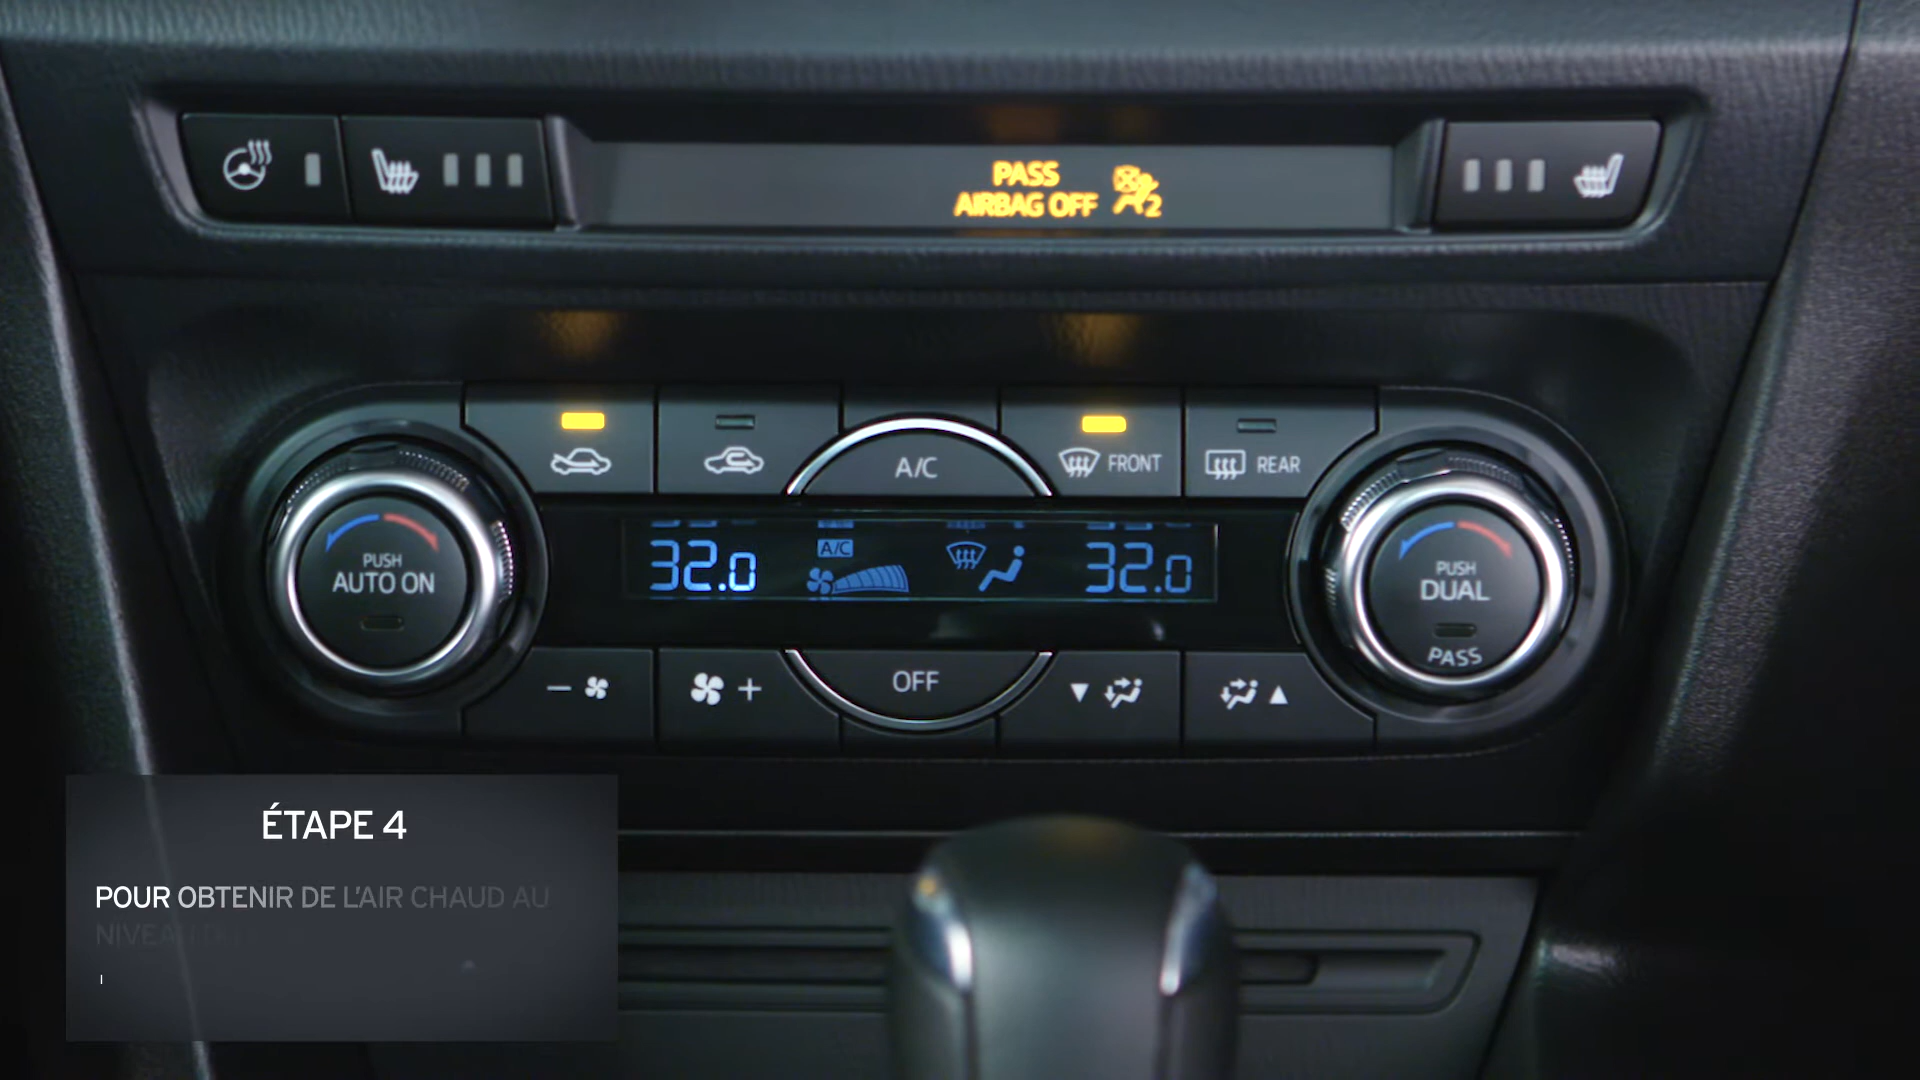 PASS
AIRBAG OFF 2
A/C
FRONT
REAR
PUSH
AUTO ON
32.0
A/C
32.0
PUSH
DUAL
PASS
OFF
ÉTAPE 4
POUR OBTENIR DE L'AIR CHAUD AU